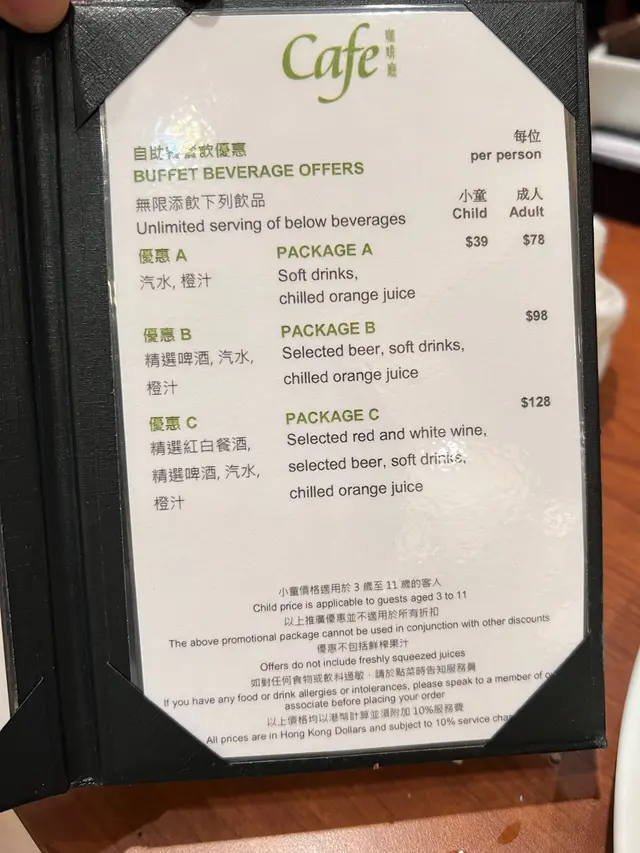 Cafe 咖啡廳
每位
自助餐 飲優惠
per person
BUFFET BEVERAGE OFFERS
無限添飲下列飲品
小童 成人
Unlimited serving of below beverages
Child Adult
優惠 A PACKAGE A $39 $78
汽水, 橙汁 Soft drinks,
chilled orange juice
優惠 B PACKAGE B $98
精選啤酒, 汽水, Selected beer, soft drinks,
橙汁 chilled orange juice
優惠 C PACKAGE C $128
精選紅白餐酒, Selected red and white wine,
精選啤酒, 汽水, selected beer, soft drinks,
橙汁 chilled orange juice
小童價格適用於 3 歲至 11 歲的客人
Child price is applicable to guests aged 3 to 11
以上推廣優惠並不適用於所有折扣
The above promotional package cannot be used in conjunction with other discounts
優惠不包括鮮榨果汁
Offers do not include freshly squeezed juices
如對任何食物或飲料過敏，請於點菜時告知服務員
If you have any food or drink allergies or intolerances, please speak to a member of
associate before placing your order
以上價格均以港幣計算並須附加 10%服務費
All prices are in Hong Kong Dollars and subject to 10% service